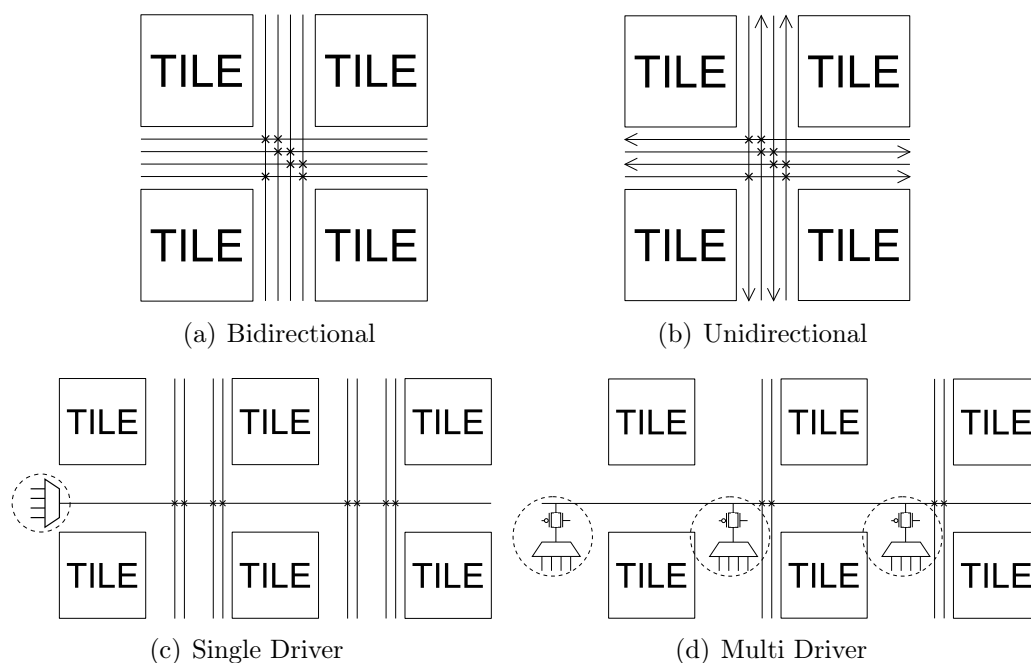 TILE TILE TILE TILE
TILE TILE TILE TILE
(a) Bidirectional (b) Unidirectional
TILE TILE TILE TILE TILE TILE
TILE TILE TILE TILE TILE TILE
(c) Single Driver (d) Multi Driver